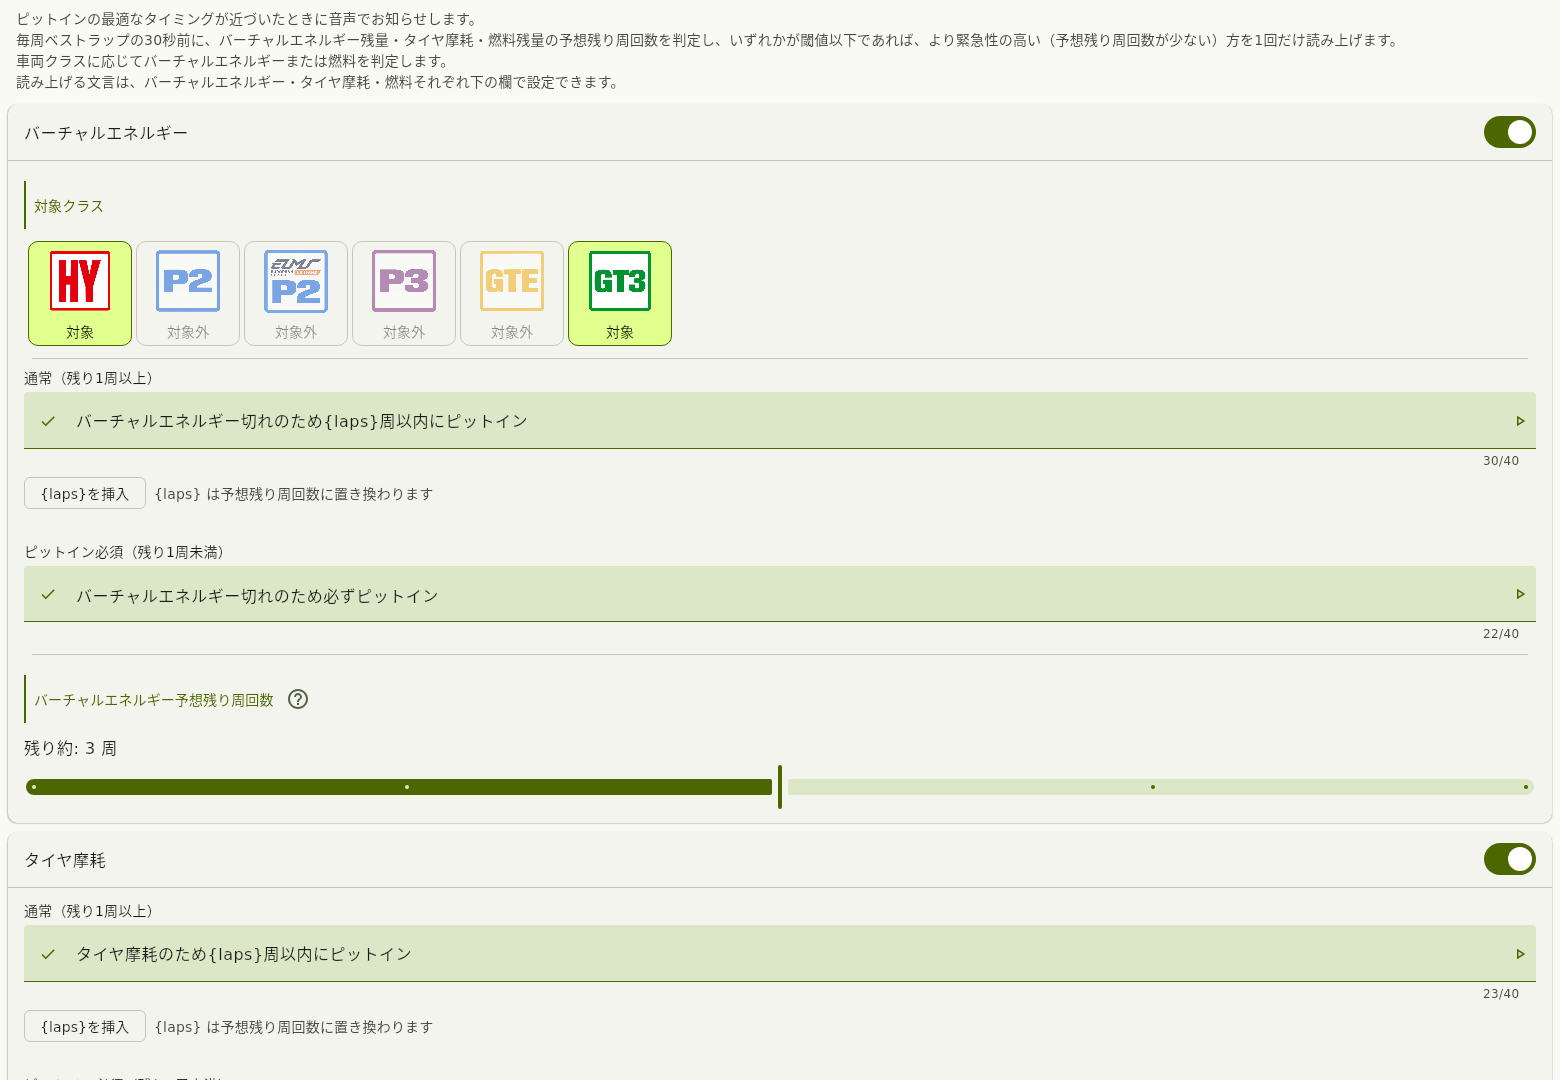 ピットインの最適なタイミングが近づいたときに音声でお知らせします。
毎周ベストラップの30秒前に、バーチャルエネルギー残量・タイヤ摩耗・燃料残量の予想残り周回数を判定し、いずれかが閾値以下であれば、より緊急性の高い（予想残り周回数が少ない）方を1回だけ読み上げます。
車両クラスに応じてバーチャルエネルギーまたは燃料を判定します。
読み上げる文言は、バーチャルエネルギー・タイヤ摩耗・燃料それぞれ下の欄で設定できます。
バーチャルエネルギー
対象クラス
HY P2 ELMS P2 P3 GTE GT3
対象 対象外 対象外 対象外 対象外 対象
通常（残り1周以上）
バーチャルエネルギー切れのため{laps}周以内にピットイン
30/40
{laps}を挿入 {laps} は予想残り周回数に置き換わります
ピットイン必須（残り1周未満）
バーチャルエネルギー切れのため必ずピットイン
22/40
バーチャルエネルギー予想残り周回数
残り約: 3 周
タイヤ摩耗
通常（残り1周以上）
タイヤ摩耗のため{laps}周以内にピットイン
23/40
{laps}を挿入 {laps} は予想残り周回数に置き換わります